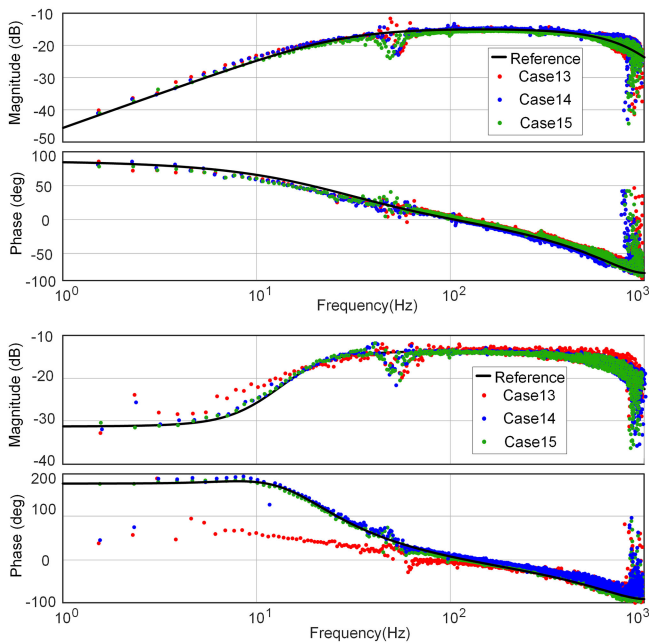 Magnitude (dB)
-10
-20
-30
-40
-50
Reference
Case13
Case14
Case15
Phase (deg)
100
50
0
-50
-100
10^0
10^1
10^2
10^3
Frequency(Hz)
Magnitude (dB)
-10
-20
-30
-40
Reference
Case13
Case14
Case15
Phase (deg)
200
100
0
-100
10^0
10^1
10^2
10^3
Frequency(Hz)